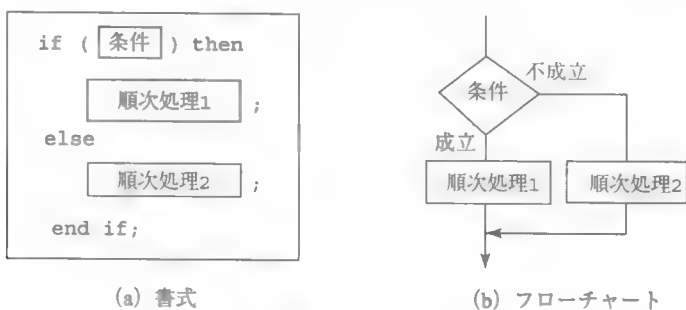 if ( 条件 ) then
順次処理1 ;
else
順次処理2 ;
end if;
(a) 書式
条件
不成立
成立
順次処理1
順次処理2
(b) フローチャート